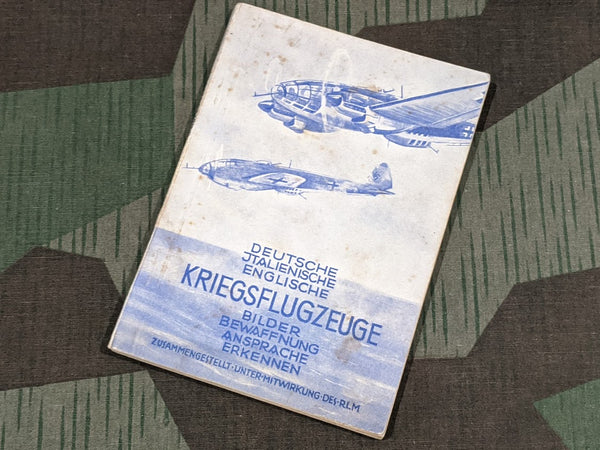 DEUTSCHE
JTALIENISCHE
ENGLISCHE
KRIEGSFLUGZEUGE
BILDER
BEWAFFNUNG
ANSPRACHE
ERKENNEN
ZUSAMMENGESTELLT·UNTER·MITWIRKUNG·DES·R.L.M